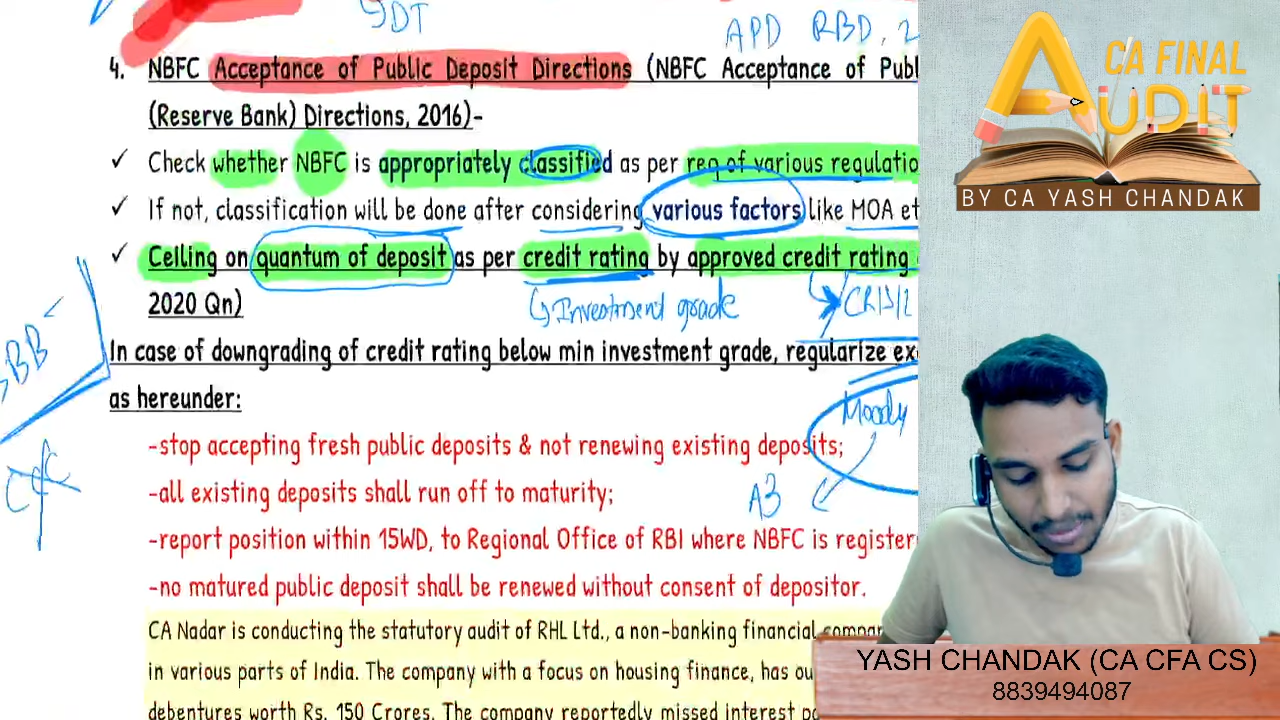 DT
APD RBD, 2
4. NBFC Acceptance of Public Deposit Directions (NBFC Acceptance of Publ
(Reserve Bank) Directions, 2016)-
✓ Check whether NBFC is appropriately classified as per req of various regulatio
✓ If not, classification will be done after considering various factors like MOA et
✓ Celling on quantum of deposit as per credit rating by approved credit rating
2020 Qn)
Investment grade
In case of downgrading of credit rating below min investment grade, regularize ex
as hereunder:
Moody
-stop accepting fresh public deposits & not renewing existing deposits;
-all existing deposits shall run off to maturity;
A3
-report position within 15WD, to Regional Office of RBI where NBFC is register
-no matured public deposit shall be renewed without consent of depositor.
CA Nadar is conducting the statutory audit of RHL Ltd., a non-banking financial compan
in various parts of India. The company with a focus on housing finance, has ou
debentures worth Rs. 150 Crores. The company reportedly missed interest pa
CA FINAL
AUDIT
BY CA YASH CHANDAK
YASH CHANDAK (CA CFA CS)
8839494087